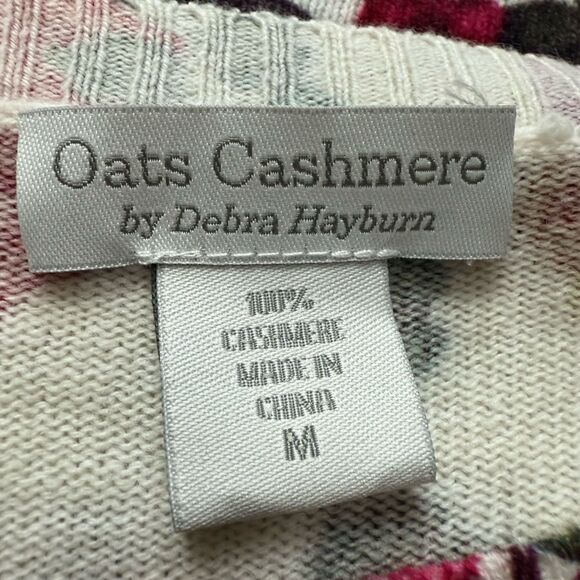 Oats Cashmere
by Debra Hayburn
100%
CASHMERE
MADE IN
CHINA
M